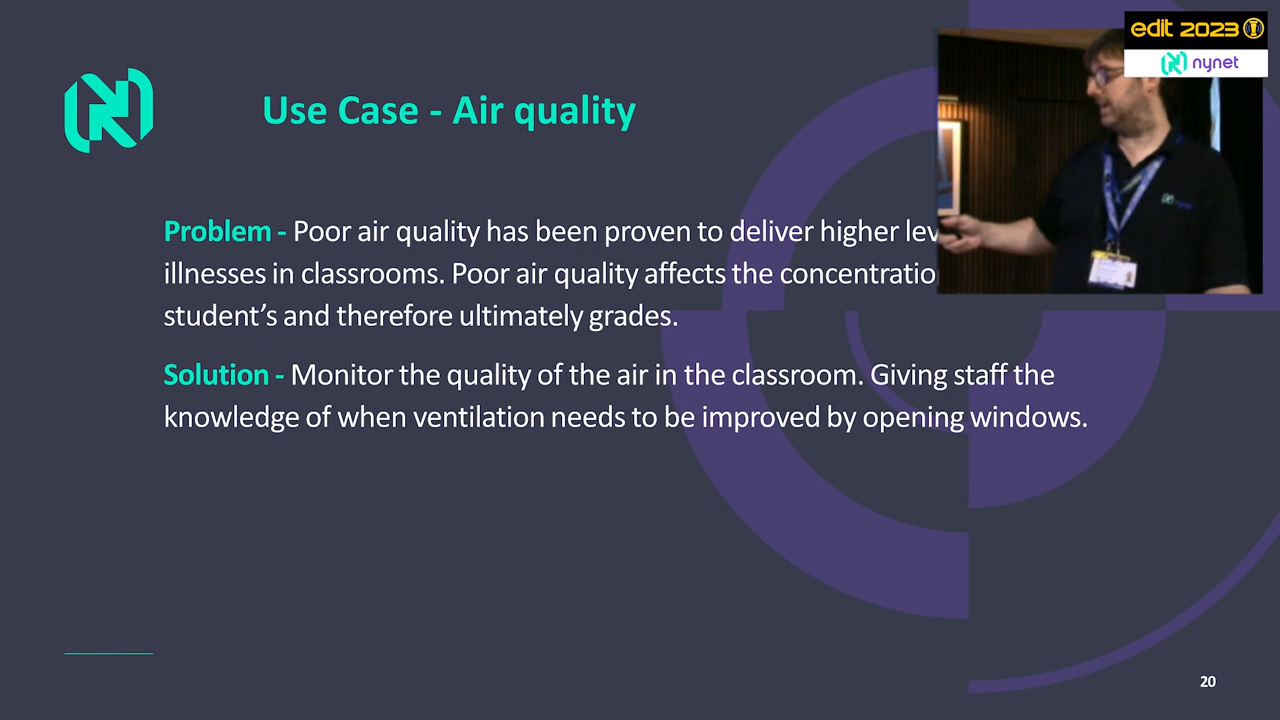 edit 2023
nynet
Use Case - Air quality
Problem - Poor air quality has been proven to deliver higher
illnesses in classrooms. Poor air quality affects the
student's and therefore ultimately grades.
Solution - Monitor the quality of the air in the classroom. Giving staff the
knowledge of when ventilation needs to be improved by opening windows.
20